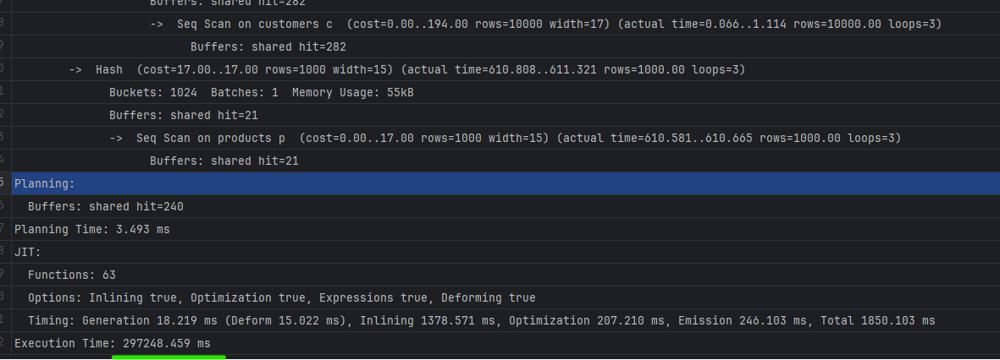 Buffers: shared hit=282
-> Seq Scan on customers c (cost=0.00..194.00 rows=10000 width=17) (actual time=0.066..1.114 rows=10000.00 loops=3)
Buffers: shared hit=282
-> Hash (cost=17.00..17.00 rows=1000 width=15) (actual time=610.808..611.321 rows=1000.00 loops=3)
Buckets: 1024 Batches: 1 Memory Usage: 55kB
Buffers: shared hit=21
-> Seq Scan on products p (cost=0.00..17.00 rows=1000 width=15) (actual time=610.581..610.665 rows=1000.00 loops=3)
Buffers: shared hit=21
Planning:
Buffers: shared hit=240
Planning Time: 3.493 ms
JIT:
Functions: 63
Options: Inlining true, Optimization true, Expressions true, Deforming true
Timing: Generation 18.219 ms (Deform 15.022 ms), Inlining 1378.571 ms, Optimization 207.210 ms, Emission 246.103 ms, Total 1850.103 ms
Execution Time: 297248.459 ms